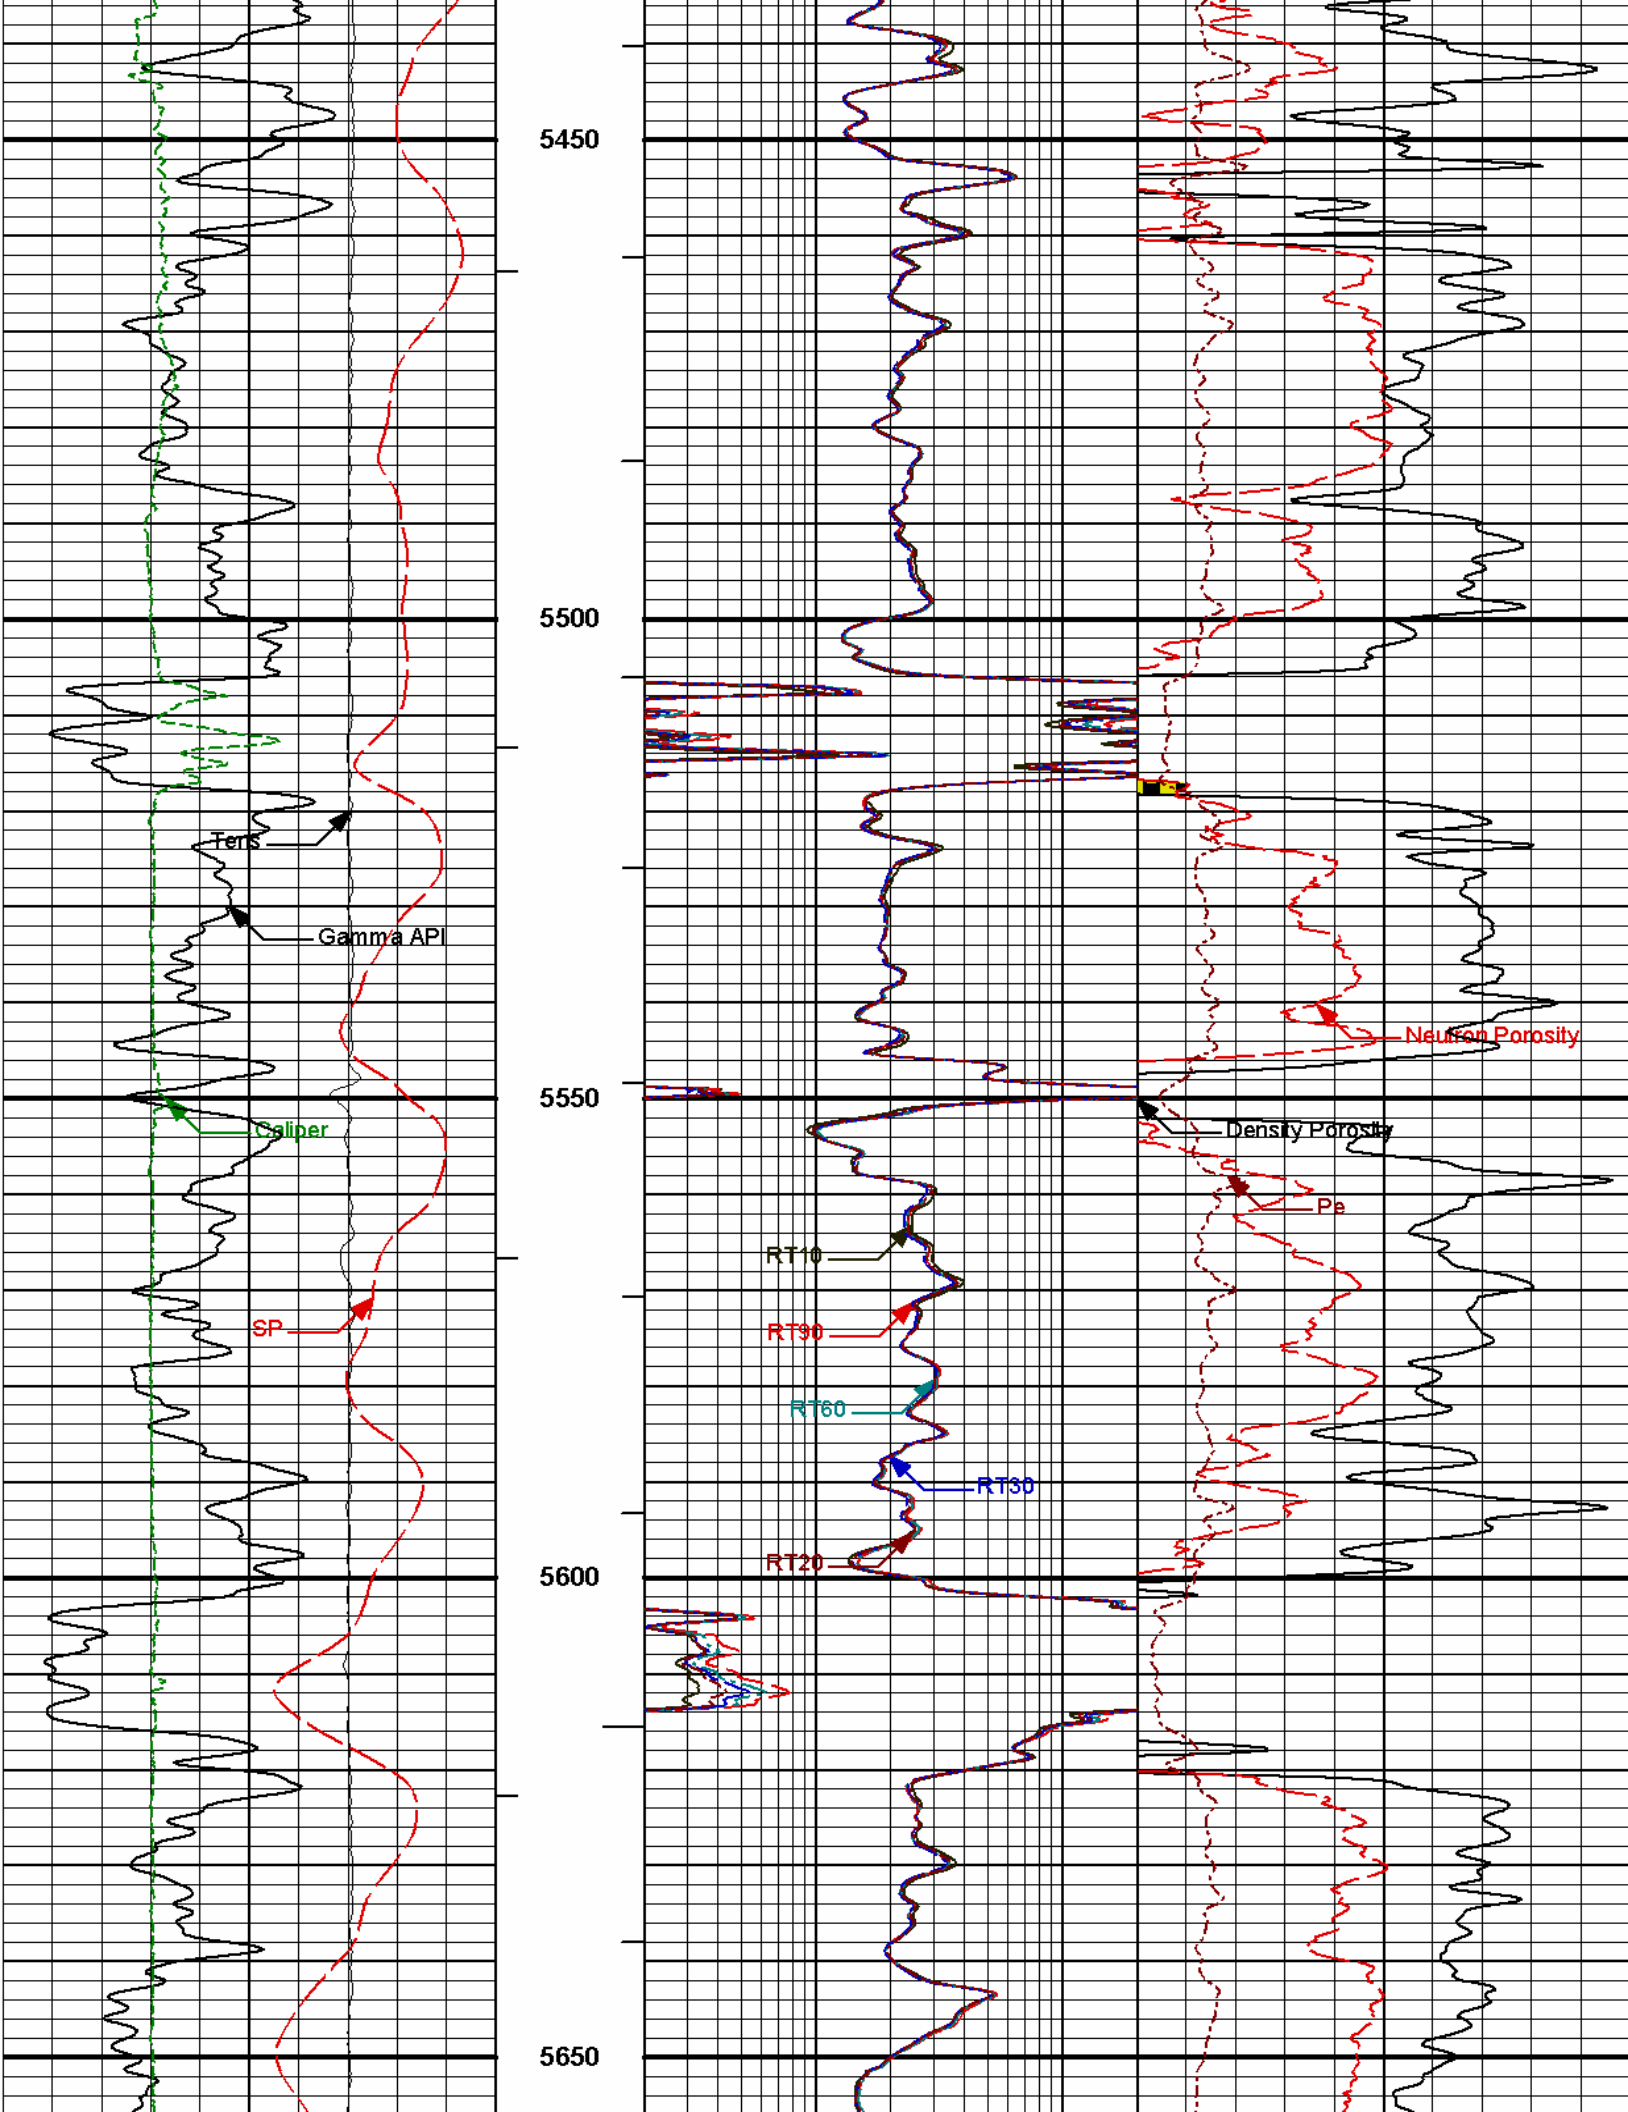 5450
5500
Tens
Gamma API
Neutron Porosity
5550
Caliper
Density Porosity
Pe
RT10
SP
RT90
RT60
RT30
RT20
5600
5650